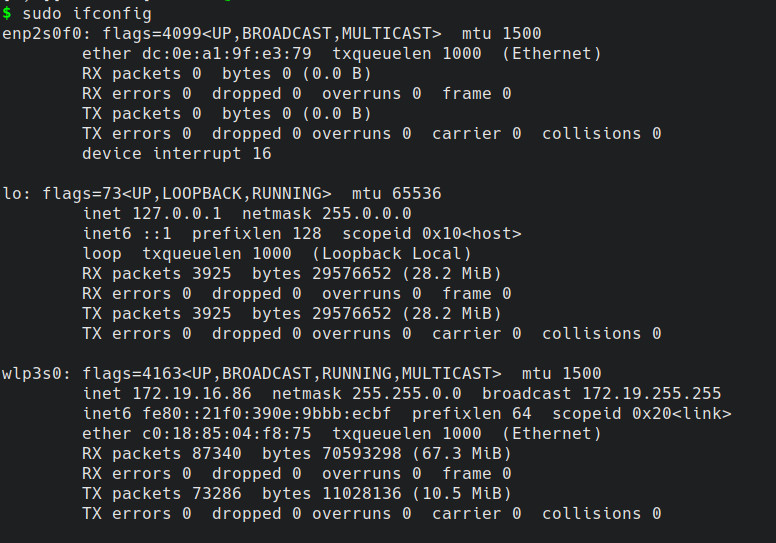 $ sudo ifconfig
enp2s0f0: flags=4099<UP,BROADCAST,MULTICAST>  mtu 1500
        ether dc:0e:a1:9f:e3:79  txqueuelen 1000  (Ethernet)
        RX packets 0  bytes 0 (0.0 B)
        RX errors 0  dropped 0  overruns 0  frame 0
        TX packets 0  bytes 0 (0.0 B)
        TX errors 0  dropped 0 overruns 0  carrier 0  collisions 0
        device interrupt 16

lo: flags=73<UP,LOOPBACK,RUNNING>  mtu 65536
        inet 127.0.0.1  netmask 255.0.0.0
        inet6 ::1  prefixlen 128  scopeid 0x10<host>
        loop  txqueuelen 1000  (Loopback Local)
        RX packets 3925  bytes 29576652 (28.2 MiB)
        RX errors 0  dropped 0  overruns 0  frame 0
        TX packets 3925  bytes 29576652 (28.2 MiB)
        TX errors 0  dropped 0 overruns 0  carrier 0  collisions 0

wlp3s0: flags=4163<UP,BROADCAST,RUNNING,MULTICAST>  mtu 1500
        inet 172.19.16.86  netmask 255.255.0.0  broadcast 172.19.255.255
        inet6 fe80::21f0:390e:9bbb:ecbf  prefixlen 64  scopeid 0x20<link>
        ether c0:18:85:04:f8:75  txqueuelen 1000  (Ethernet)
        RX packets 87340  bytes 70593298 (67.3 MiB)
        RX errors 0  dropped 0  overruns 0  frame 0
        TX packets 73286  bytes 11028136 (10.5 MiB)
        TX errors 0  dropped 0 overruns 0  carrier 0  collisions 0